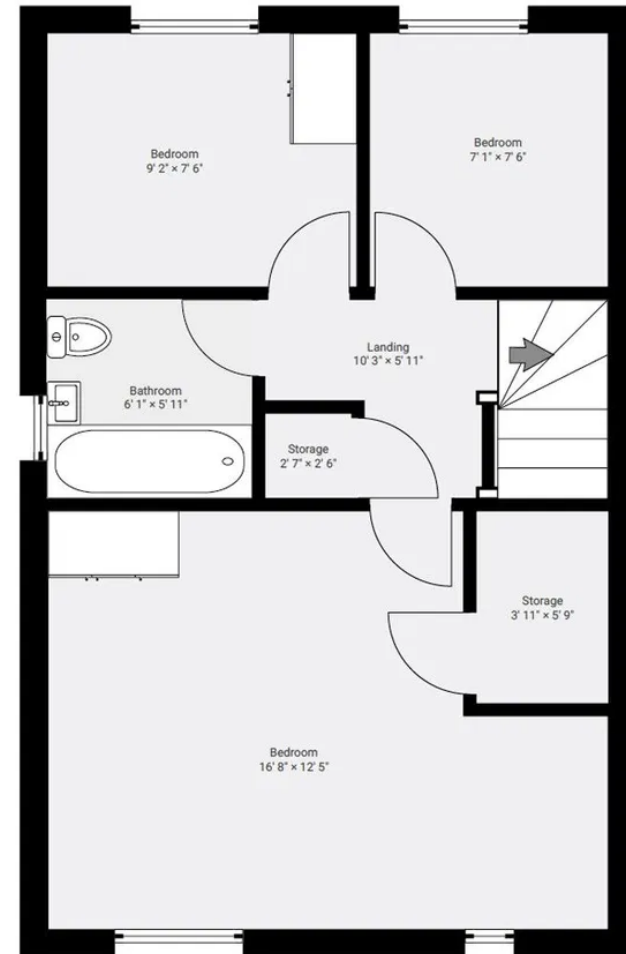 Bedroom
9' 2" × 7' 6"
Bedroom
7' 1" × 7' 6"
Landing
10' 3" × 5' 11"
Bathroom
6' 1" × 5' 11"
Storage
2' 7" × 2' 6"
Storage
3' 11" × 5' 9"
Bedroom
16' 8" × 12' 5"